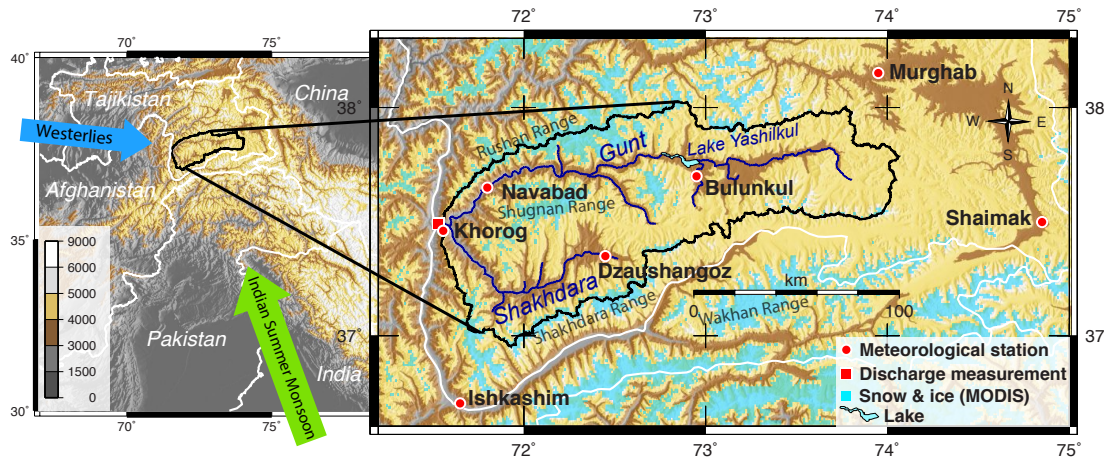 70°
75°
40°
35°
30°
70°
75°
Tajikistan
China
Westerlies
Afghanistan
Pakistan
India
Indian Summer Monsoon
9000
6000
5000
4000
3000
1500
0
72°
73°
74°
75°
38°
37°
72°
73°
74°
75°
38°
37°
Murghab
N
W E
S
Rushan Range
Gunt
Lake Yashilkul
Navabad
Bulunkul
Shugnan Range
Khorog
Shaimak
Dzaushangoz
Shakhdara
km
0 100
Shakhdara Range
Wakhan Range
Ishkashim
Meteorological station
Discharge measurement
Snow & ice (MODIS)
Lake